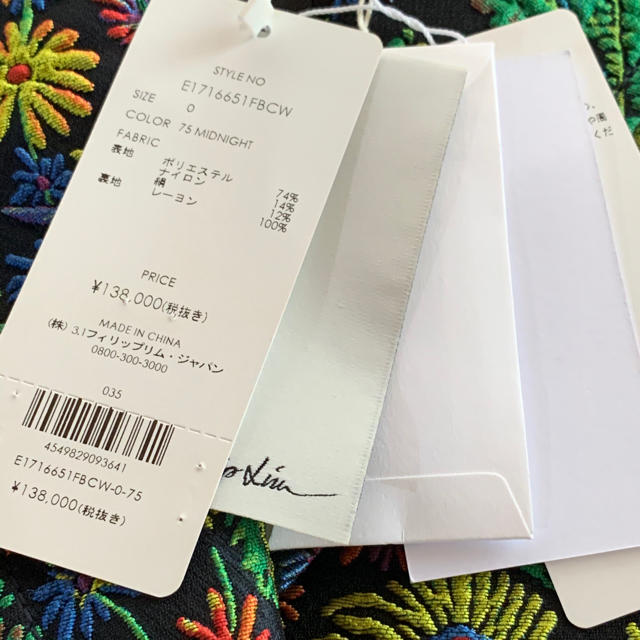 STYLE NO
E1716651FBCW
SIZE 0
COLOR 75 MIDNIGHT
FABRIC
表地 ポリエステル 74%
ナイロン 14%
絹 12%
裏地 レーヨン 100%
PRICE
¥138,000(税抜き)
MADE IN CHINA
(株) 3.1フィリップリム・ジャパン
0800-300-3000
035
4549829093641
E1716651FBCW-0-75
¥138,000(税抜き)
Lim